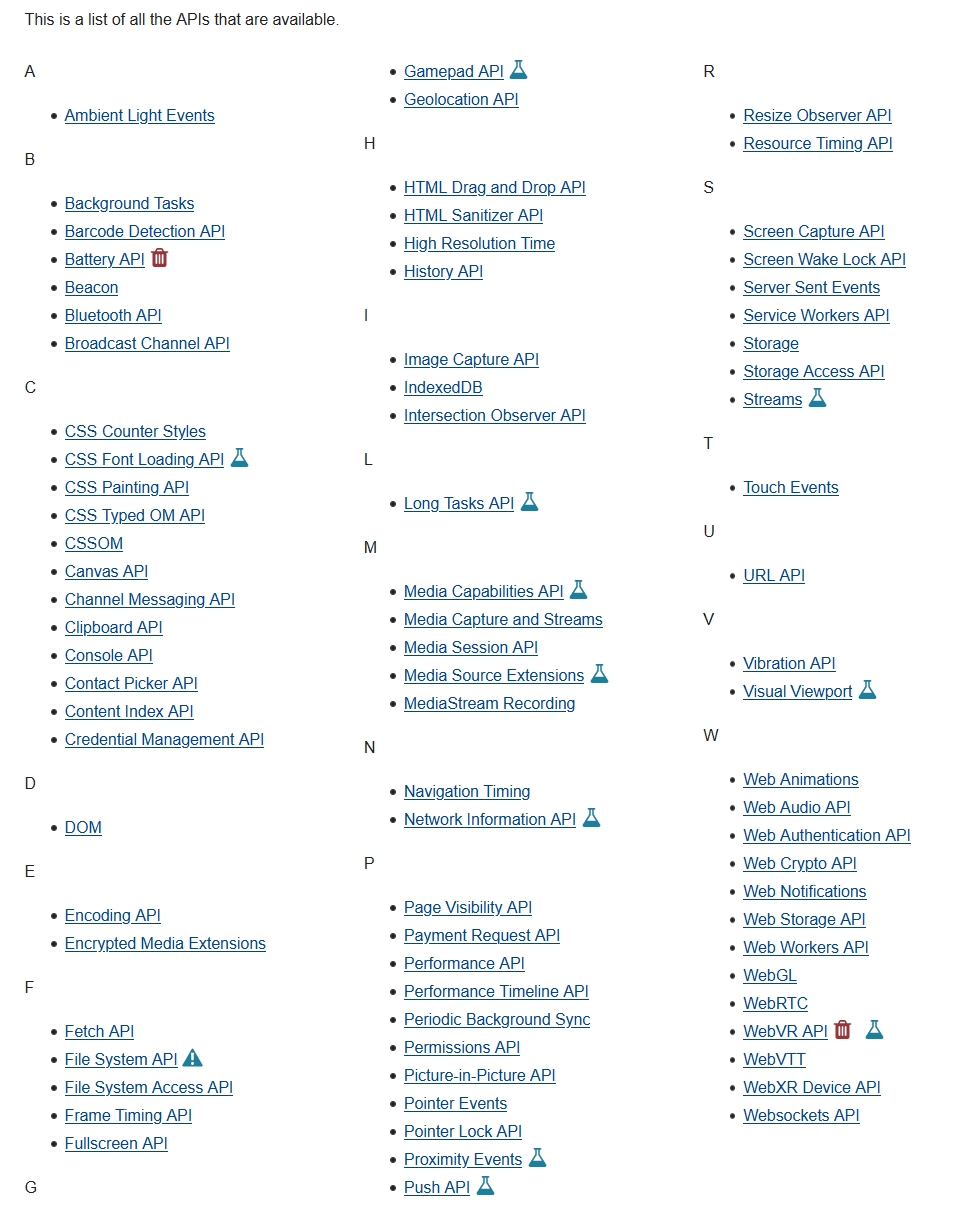 This is a list of all the APIs that are available.
A
Ambient Light Events
B
Background Tasks
Barcode Detection API
Battery API
Beacon
Bluetooth API
Broadcast Channel API
C
CSS Counter Styles
CSS Font Loading API
CSS Painting API
CSS Typed OM API
CSSOM
Canvas API
Channel Messaging API
Clipboard API
Console API
Contact Picker API
Content Index API
Credential Management API
D
DOM
E
Encoding API
Encrypted Media Extensions
F
Fetch API
File System API
File System Access API
Frame Timing API
Fullscreen API
G
Gamepad API
Geolocation API
H
HTML Drag and Drop API
HTML Sanitizer API
High Resolution Time
History API
I
Image Capture API
IndexedDB
Intersection Observer API
L
Long Tasks API
M
Media Capabilities API
Media Capture and Streams
Media Session API
Media Source Extensions
MediaStream Recording
N
Navigation Timing
Network Information API
P
Page Visibility API
Payment Request API
Performance API
Performance Timeline API
Periodic Background Sync
Permissions API
Picture-in-Picture API
Pointer Events
Pointer Lock API
Proximity Events
Push API
R
Resize Observer API
Resource Timing API
S
Screen Capture API
Screen Wake Lock API
Server Sent Events
Service Workers API
Storage
Storage Access API
Streams
T
Touch Events
U
URL API
V
Vibration API
Visual Viewport
W
Web Animations
Web Audio API
Web Authentication API
Web Crypto API
Web Notifications
Web Storage API
Web Workers API
WebGL
WebRTC
WebVR API
WebVTT
WebXR Device API
Websockets API